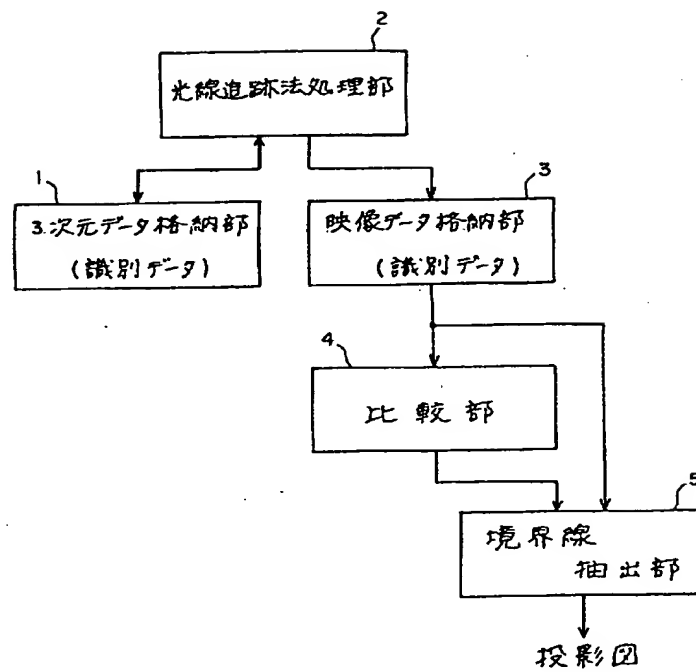 2
光線追跡法処理部
1
3次元データ格納部
(識別データ)
3
映像データ格納部
(識別データ)
4
比較部
5
境界線
抽出部
投影図